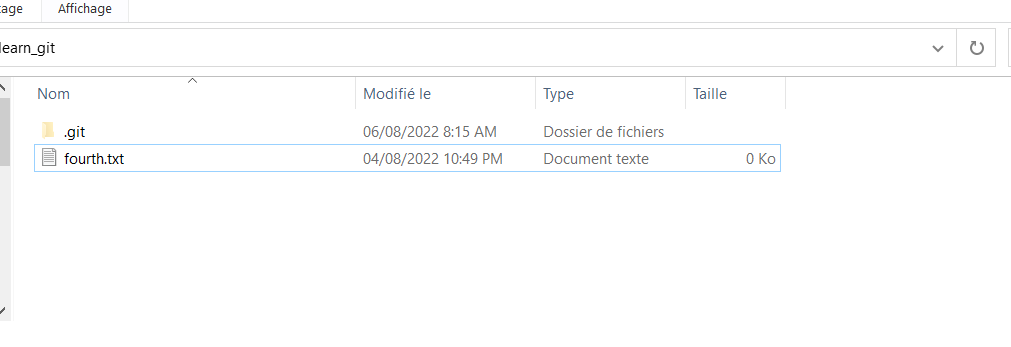 tage Affichage
learn_git
Nom Modifié le Type Taille
.git 06/08/2022 8:15 AM Dossier de fichiers
fourth.txt 04/08/2022 10:49 PM Document texte 0 Ko